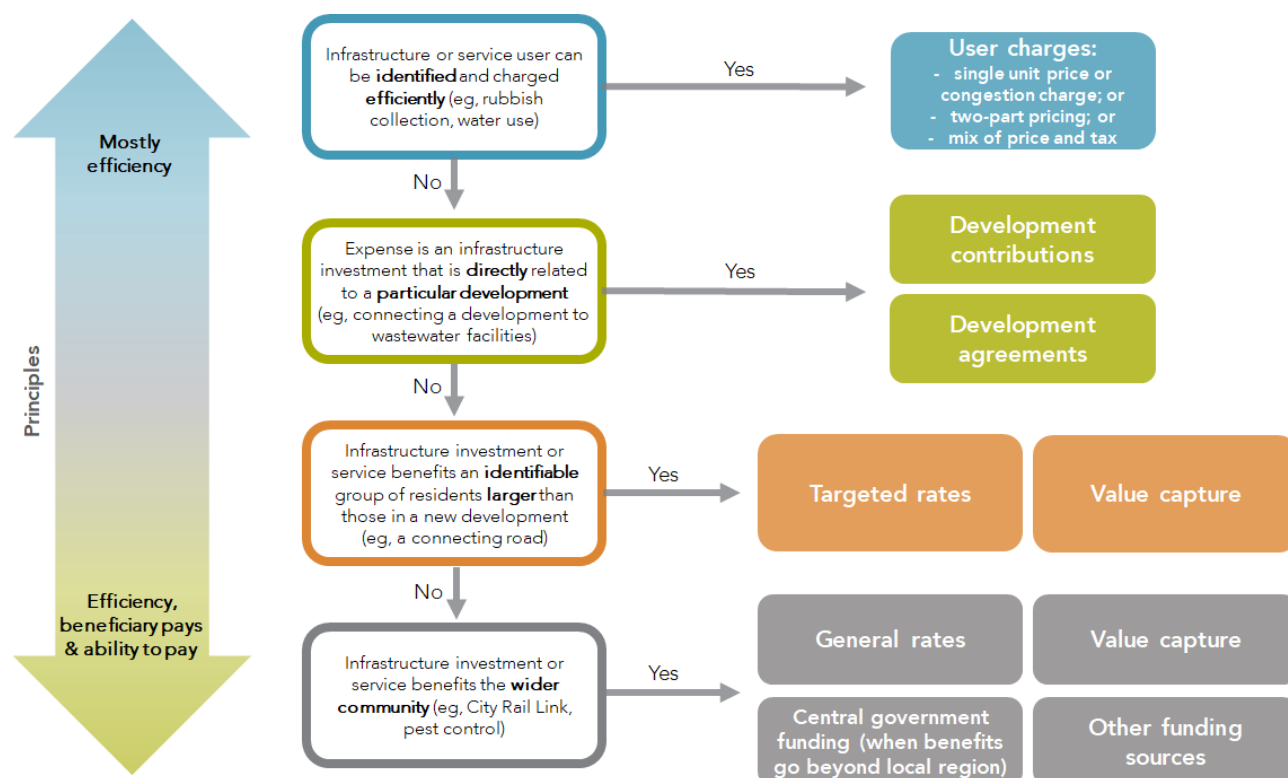 Principles
Mostly
efficiency
Efficiency,
beneficiary pays
& ability to pay
Infrastructure or service user can
be identified and charged
efficiently (eg, rubbish
collection, water use)
Yes
User charges:
- single unit price or
congestion charge; or
- two-part pricing; or
- mix of price and tax
No
Expense is an infrastructure
investment that is directly related
to a particular development
(eg, connecting a development to
wastewater facilities)
Yes
Development
contributions
Development
agreements
No
Infrastructure investment or
service benefits an identifiable
group of residents larger than
those in a new development
(eg, a connecting road)
Yes
Targeted rates
Value capture
No
Infrastructure investment or
service benefits the wider
community (eg, City Rail Link,
pest control)
Yes
General rates
Value capture
Central government
funding (when benefits
go beyond local region)
Other funding
sources